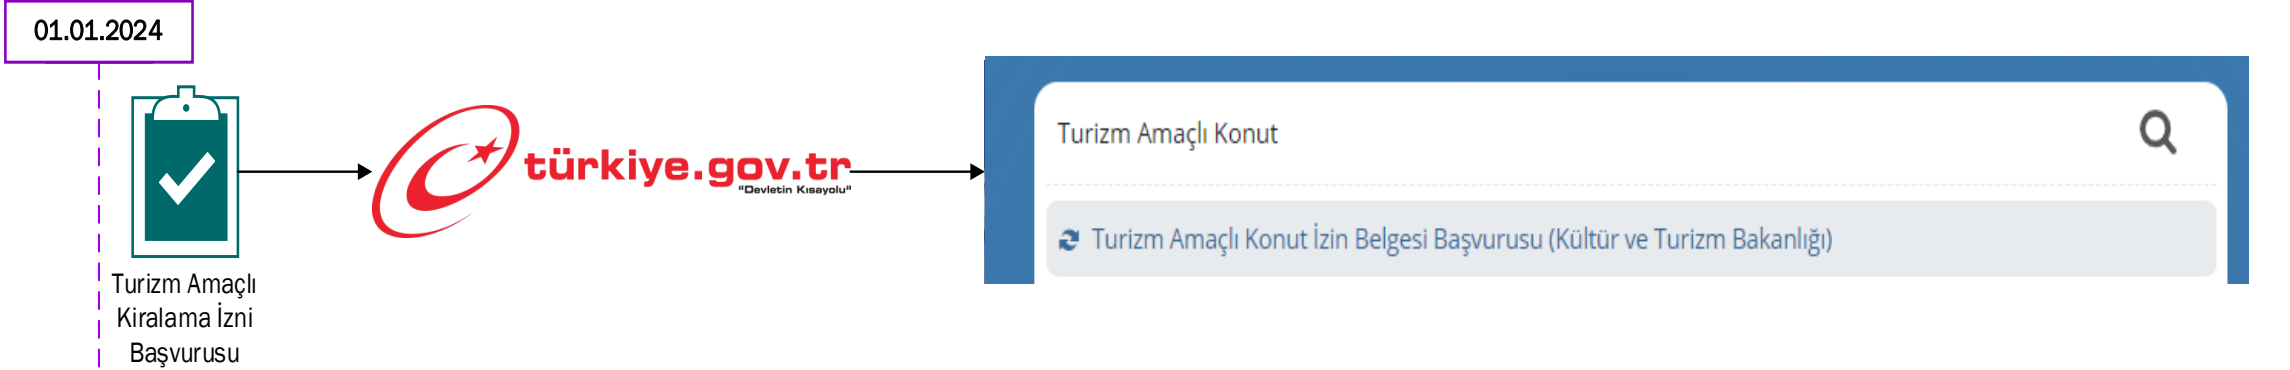 01.01.2024
Turizm Amaçlı
Kiralama İzni
Başvurusu
türkiye.gov.tr
"Devletin Kısayolu"
Turizm Amaçlı Konut
Turizm Amaçlı Konut İzin Belgesi Başvurusu (Kültür ve Turizm Bakanlığı)